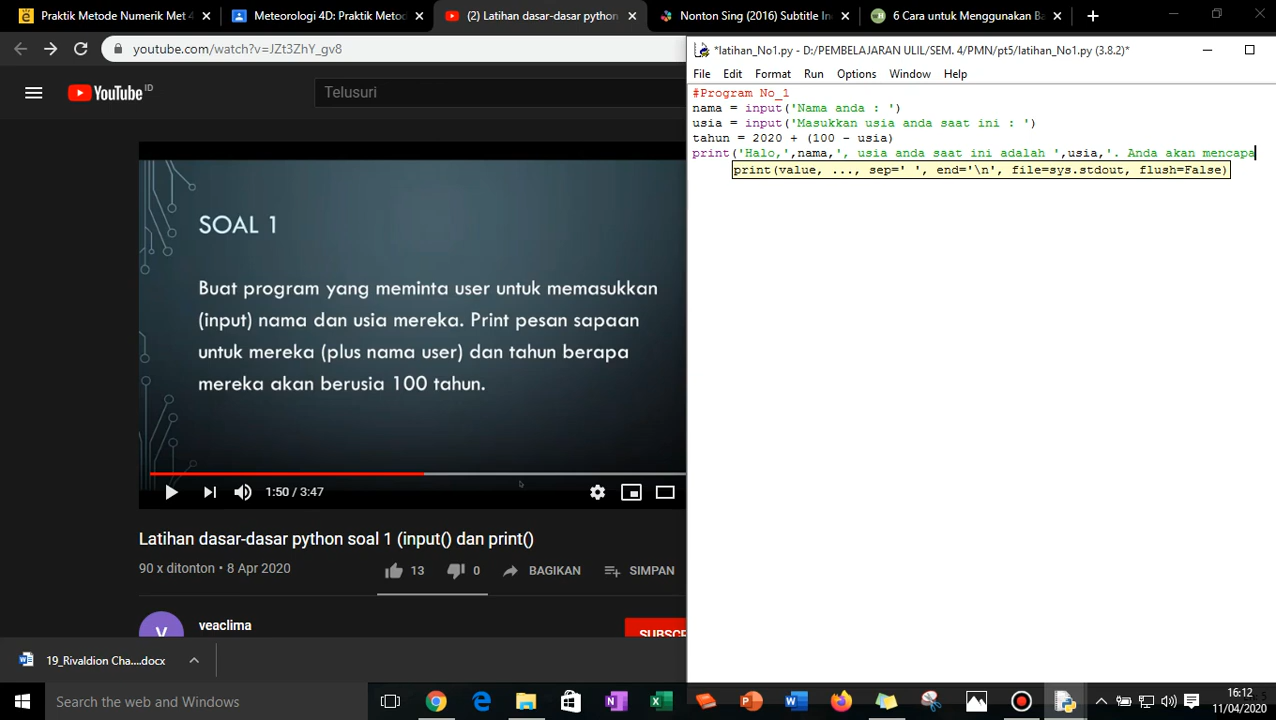 Praktik Metode Numerik Met 4
Meteorologi 4D: Praktik Metod
(2) Latihan dasar-dasar python
Nonton Sing (2016) Subtitle In
6 Cara untuk Menggunakan Ba
youtube.com/watch?v=JZt3ZhY_gv8
YouTube ID
Telusuri
*latihan_No1.py - D:/PEMBELAJARAN ULIL/SEM. 4/PMN/pt5/latihan_No1.py (3.8.2)*
File Edit Format Run Options Window Help
#Program No_1
nama = input('Nama anda : ')
usia = input('Masukkan usia anda saat ini : ')
tahun = 2020 + (100 - usia)
print('Halo,',nama,', usia anda saat ini adalah ',usia,'. Anda akan mencapa
print(value, ..., sep=' ', end='\n', file=sys.stdout, flush=False)
SOAL 1
Buat program yang meminta user untuk memasukkan
(input) nama dan usia mereka. Print pesan sapaan
untuk mereka (plus nama user) dan tahun berapa
mereka akan berusia 100 tahun.
1:50 / 3:47
Latihan dasar-dasar python soal 1 (input() dan print()
90 x ditonton • 8 Apr 2020
13 0 BAGIKAN SIMPAN
V
veaclima
SUBSC
19_Rivaldion Cha....docx
Search the web and Windows
16:12
11/04/2020